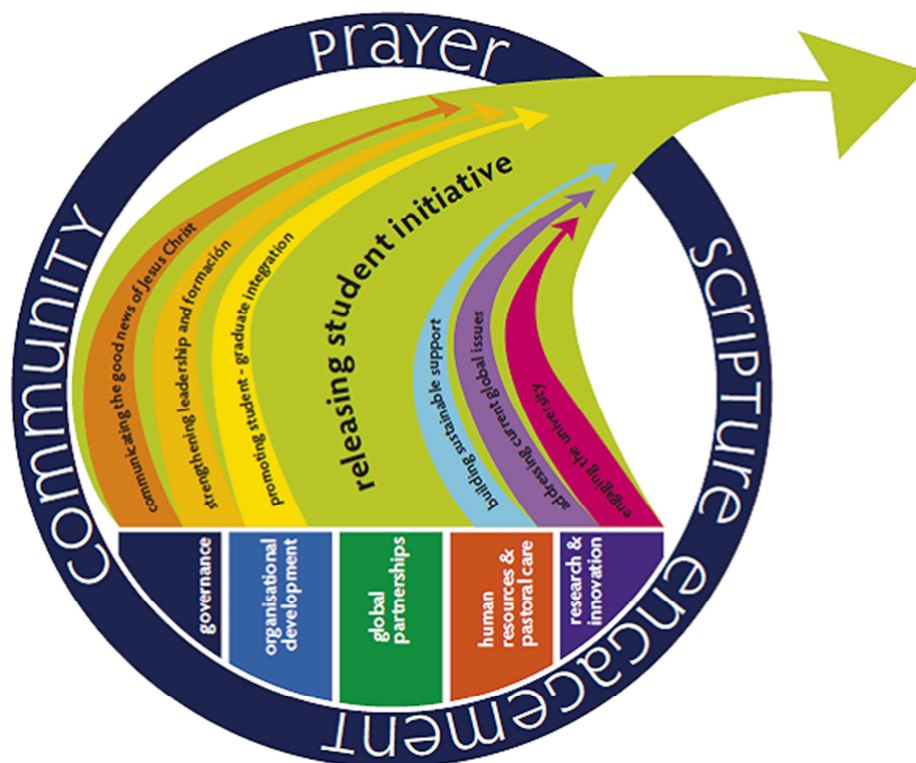 prayer
community
scripture engagement
communicating the good news of Jesus Christ
strengthening leadership and formación
promoting student - graduate integration
releasing student initiative
building sustainable support
addressing current global issues
engaging the university
governance
organisational
development
global
partnerships
human
resources &
pastoral care
research &
innovation